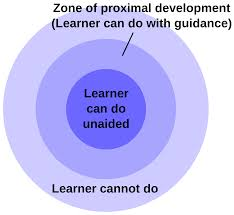 Zone of proximal development
(Learner can do with guidance)
Learner
can do
unaided
Learner cannot do